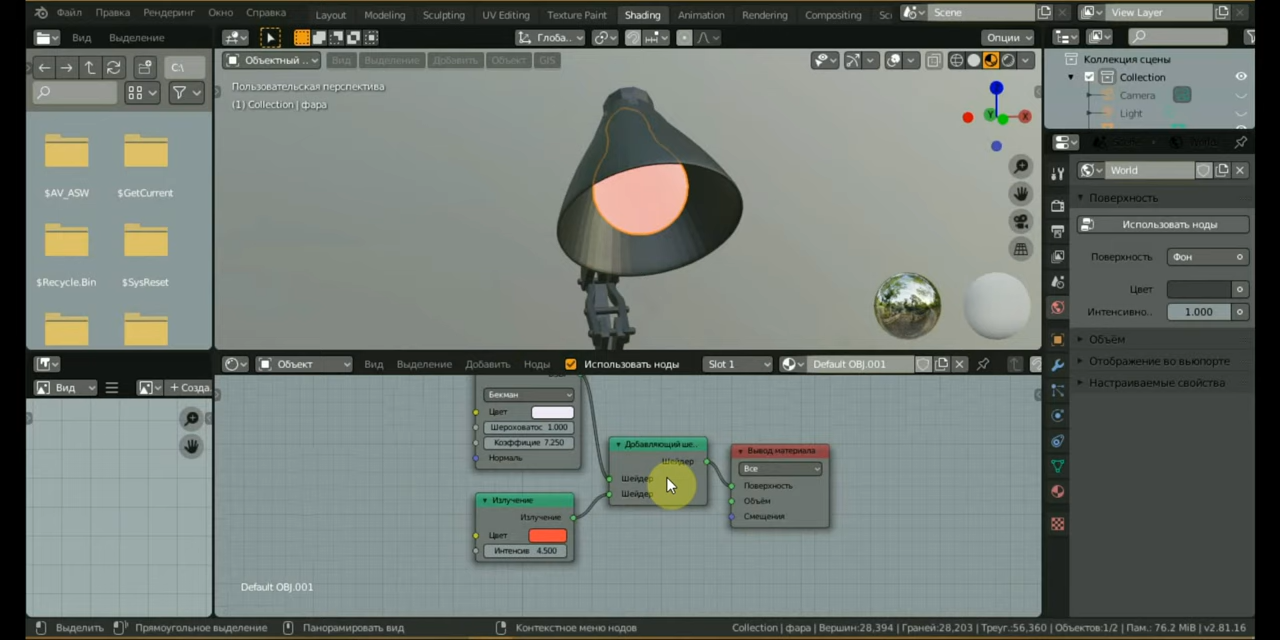 Файл Правка Рендеринг Окно Справка Layout Modeling Sculpting UV Editing Texture Paint Shading Animation Rendering Compositing Sc Scene View Layer
Вид Выделение Глоба.. Опции
Объектный .. Вид Выделение Добавить Объект GIS
C:\
Пользовательская перспектива
(1) Collection | фара
Коллекция сцены
Collection
Camera
Light
$AV_ASW $GetCurrent
$Recycle.Bin $SysReset
Z
Y X
World
Поверхность
Использовать ноды
Поверхность Фон
Цвет
Интенсивно.. 1.000
Объём
Отображение во вьюпорте
Настраиваемые свойства
Объект Вид Выделение Добавить Ноды Использовать ноды Slot 1 Default OBJ.001
Вид + Созда
Бекман
Цвет
Шероховатос 1.000
Коэффицие 7.250
Нормаль
Излучение
Излучение
Цвет
Интенсив 4.500
Добавляющий ше..
Шейдер
Шейдер
Шейдер
Вывод материала
Все
Поверхность
Объём
Смещения
Default OBJ.001
Выделить Прямоугольное выделение Панорамировать вид Контекстное меню нодов Collection | фара | Вершин:28,394 | Граней:28,203 | Треуг.:56,360 | Объектов:1/2 | Пам.: 76.2 MiB | v2.81.16